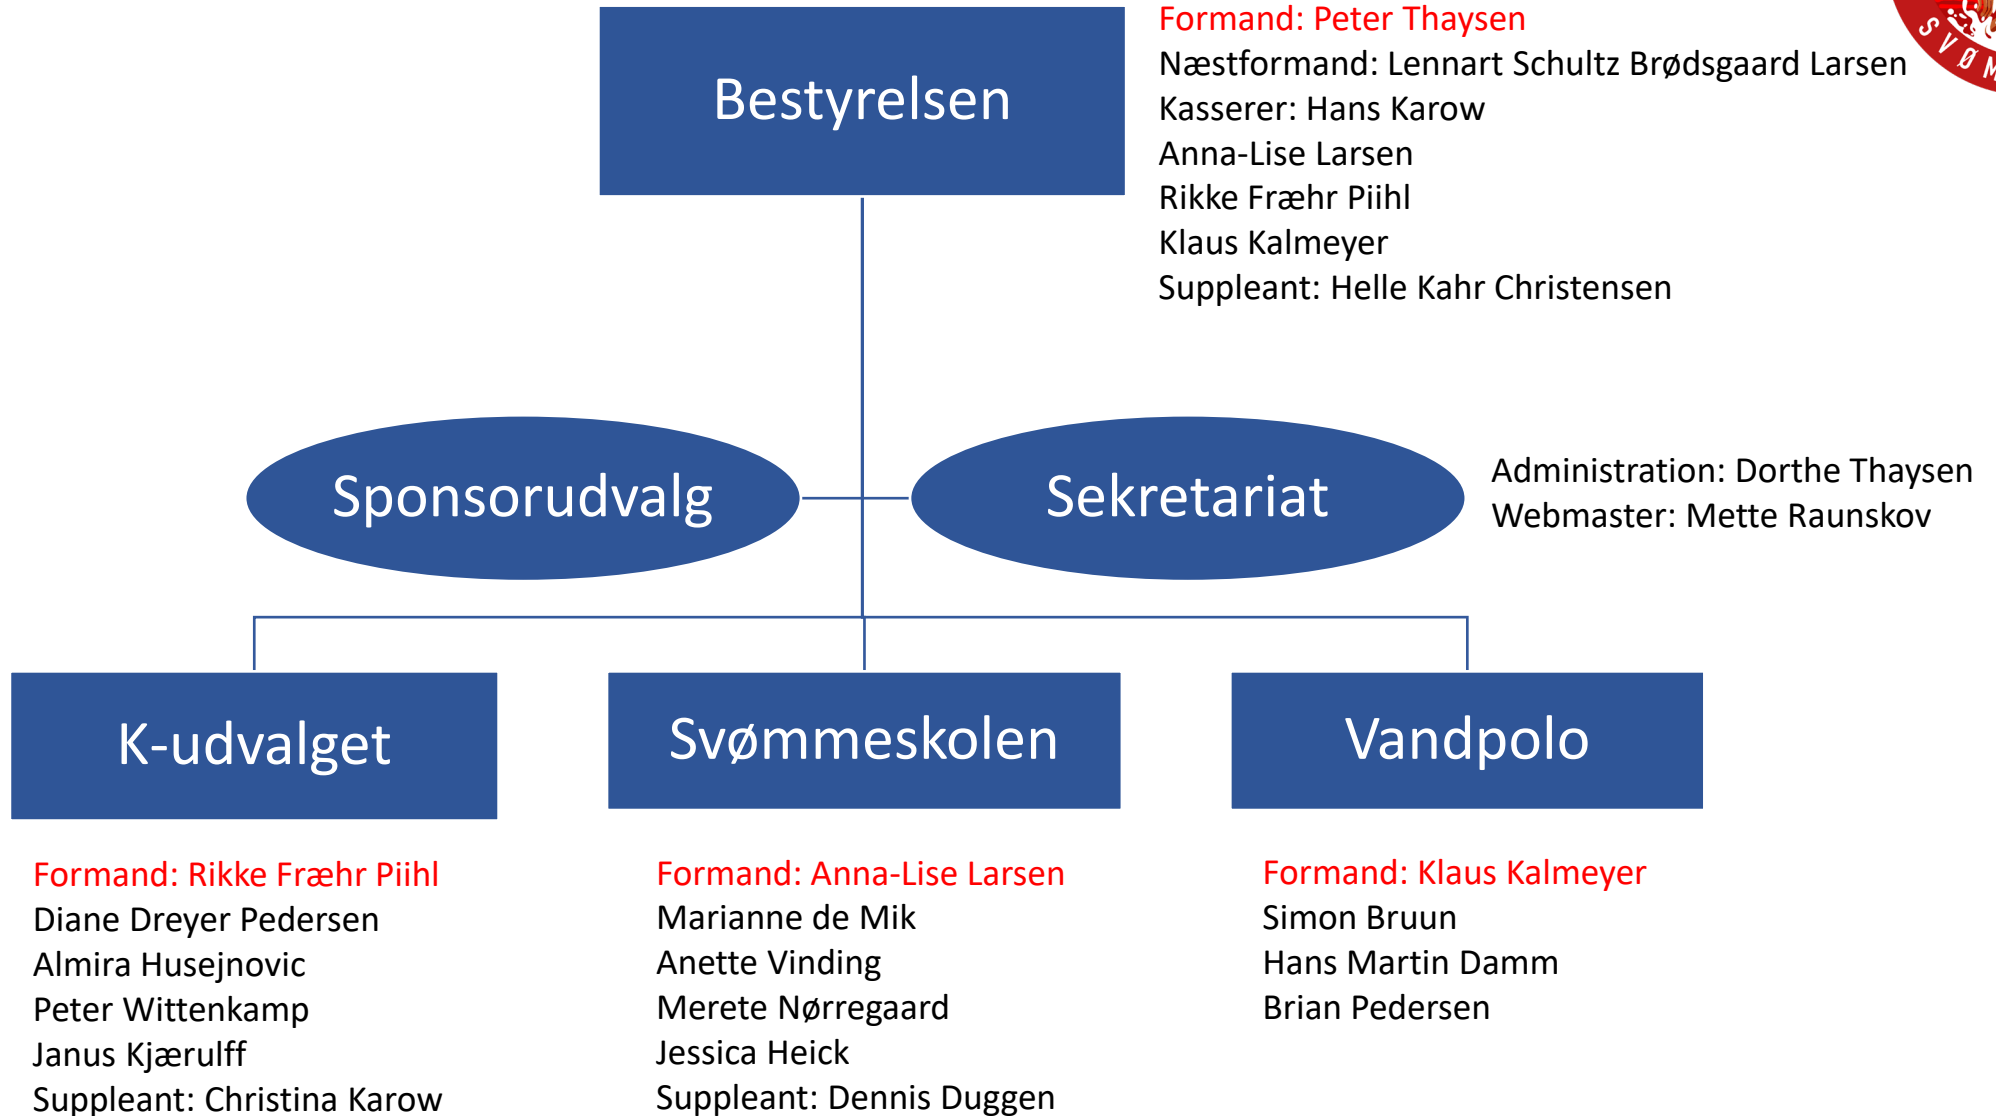 Bestyrelsen
Formand: Peter Thaysen
Næstformand: Lennart Schultz Brødsgaard Larsen
Kasserer: Hans Karow
Anna-Lise Larsen
Rikke Fræhr Piihl
Klaus Kalmeyer
Suppleant: Helle Kahr Christensen
Sponsorudvalg
Sekretariat
Administration: Dorthe Thaysen
Webmaster: Mette Raunskov
K-udvalget
Formand: Rikke Fræhr Piihl
Diane Dreyer Pedersen
Almira Husejnovic
Peter Wittenkamp
Janus Kjærulff
Suppleant: Christina Karow
Svømmeskolen
Formand: Anna-Lise Larsen
Marianne de Mik
Anette Vinding
Merete Nørregaard
Jessica Heick
Suppleant: Dennis Duggen
Vandpolo
Formand: Klaus Kalmeyer
Simon Bruun
Hans Martin Damm
Brian Pedersen